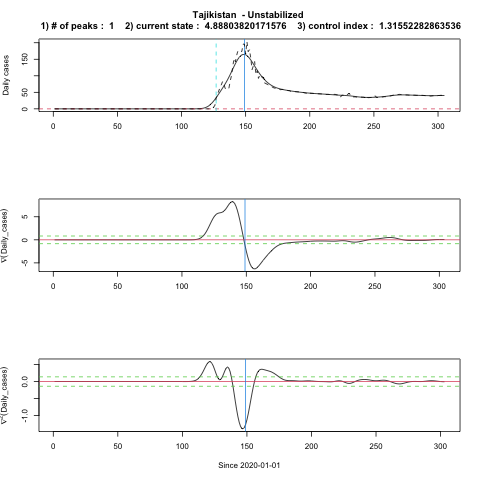 Tajikistan - Unstabilized
1) # of peaks : 1 2) current state : 4.88803820171576 3) control index : 1.31552282863536
Daily cases
150
50
0
0 50 100 150 200 250 300
∇(Daily_cases)
5
0
-5
0 50 100 150 200 250 300
∇²(Daily_cases)
0.0
-1.0
0 50 100 150 200 250 300
Since 2020-01-01